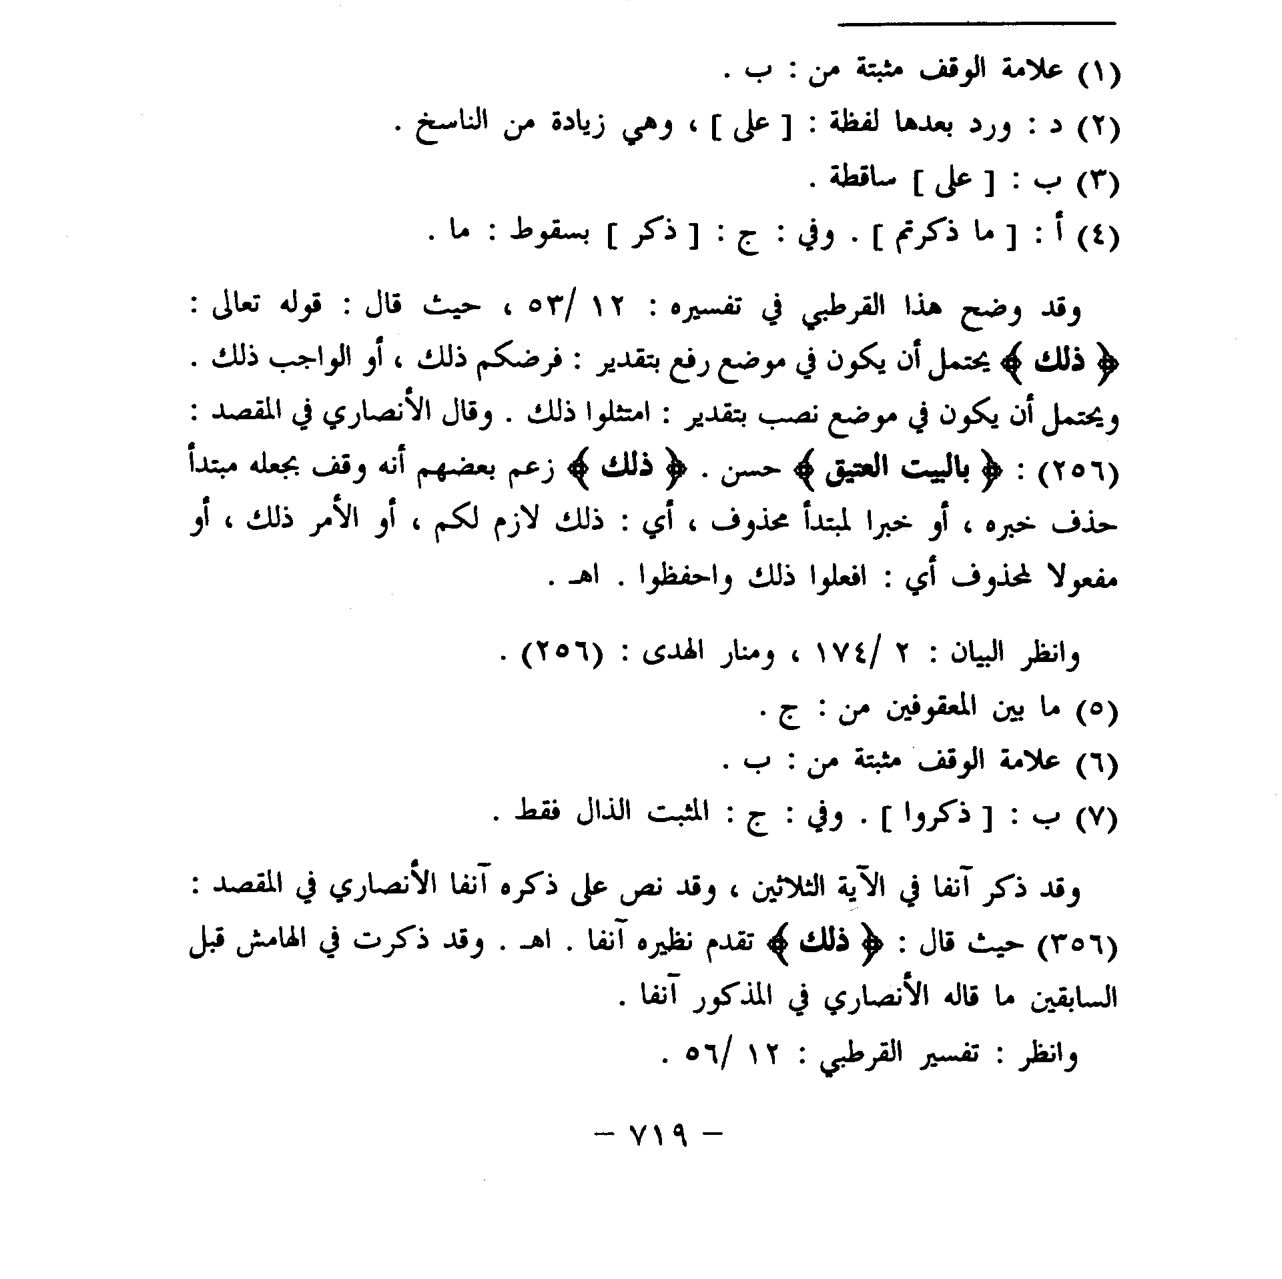 (١) علامة الوقف مثبتة من : ب .
(٢) د : ورد بعدها لفظة : [ على ] ، وهي زيادة من الناسخ .
(٣) ب : [ على ] ساقطة .
(٤) أ : [ ما ذكرتم ] . وفي : ج : [ ذكر ] بسقوط : ما .
وقد وضح هذا القرطبي في تفسيره : ١٢ /٥٣ ، حيث قال : قوله تعالى :
﴿ ذلك ﴾ يحتمل أن يكون في موضع رفع بتقدير : فرضكم ذلك ، أو الواجب ذلك .
ويحتمل أن يكون في موضع نصب بتقدير : امتثلوا ذلك . وقال الأنصاري في المقصد :
(٢٥٦) : ﴿ بالبيت العتيق ﴾ حسن . ﴿ ذلك ﴾ زعم بعضهم أنه وقف بجعله مبتدأ
حذف خبره ، أو خبرا لمبتدأ محذوف ، أي : ذلك لازم لكم ، أو الأمر ذلك ، أو
مفعولا لمحذوف أي : افعلوا ذلك واحفظوا . اهـ .
وانظر البيان : ٢ /١٧٤ ، ومنار الهدى : (٢٥٦) .
(٥) ما بين المعقوفين من : ج .
(٦) علامة الوقف مثبتة من : ب .
(٧) ب : [ ذكروا ] . وفي : ج : المثبت الذال فقط .
وقد ذكر آنفا في الآية الثلاثين ، وقد نص على ذكره آنفا الأنصاري في المقصد :
(٣٥٦) حيث قال : ﴿ ذلك ﴾ تقدم نظيره آنفا . اهـ . وقد ذكرت في الهامش قبل
السابقين ما قاله الأنصاري في المذكور آنفا .
وانظر : تفسير القرطبي : ١٢ /٥٦ .
– ٧١٩ –